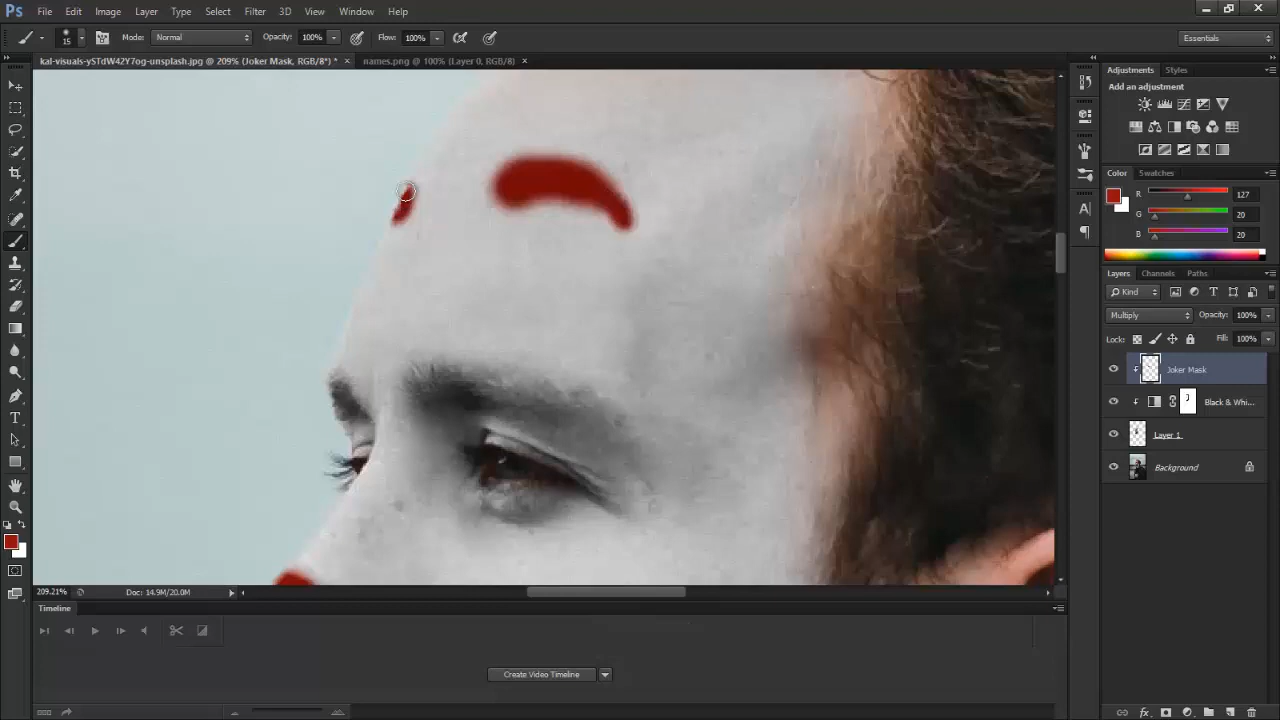 Ps File Edit Image Layer Type Select Filter 3D View Window Help
15 Mode: Normal Opacity: 100% Flow: 100% Essentials
kal-visuals-ySTdW42Y7og-unsplash.jpg @ 209% (Joker Mask, RGB/8*) * × names.png @ 100% (Layer 0, RGB/8) ×
Adjustments Styles
Add an adjustment
Color Swatches
R 127
G 20
B 20
Layers Channels Paths
Kind
Multiply Opacity: 100%
Lock: Fill: 100%
Joker Mask
Black & Whi...
Layer 1
Background
209.21% Doc: 14.9M/20.0M
Timeline
Create Video Timeline